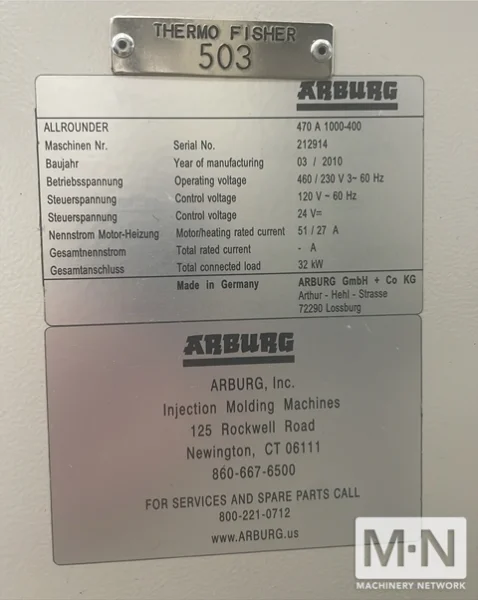 THERMO FISHER
503
ARBURG
ALLROUNDER 470 A 1000-400
Maschinen Nr. Serial No. 212914
Baujahr Year of manufacturing 03 / 2010
Betriebsspannung Operating voltage 460 / 230 V 3~ 60 Hz
Steuerspannung Control voltage 120 V ~ 60 Hz
Steuerspannung Control voltage 24 V=
Nennstrom Motor-Heizung Motor/heating rated current 51 / 27 A
Gesamtnennstrom Total rated current - A
Gesamtanschluss Total connected load 32 kW
Made in Germany ARBURG GmbH + Co KG
Arthur - Hehl - Strasse
72290 Lossburg
ARBURG
ARBURG, Inc.
Injection Molding Machines
125 Rockwell Road
Newington, CT 06111
860-667-6500
FOR SERVICES AND SPARE PARTS CALL
800-221-0712
www.ARBURG.us
M·N
MACHINERY NETWORK